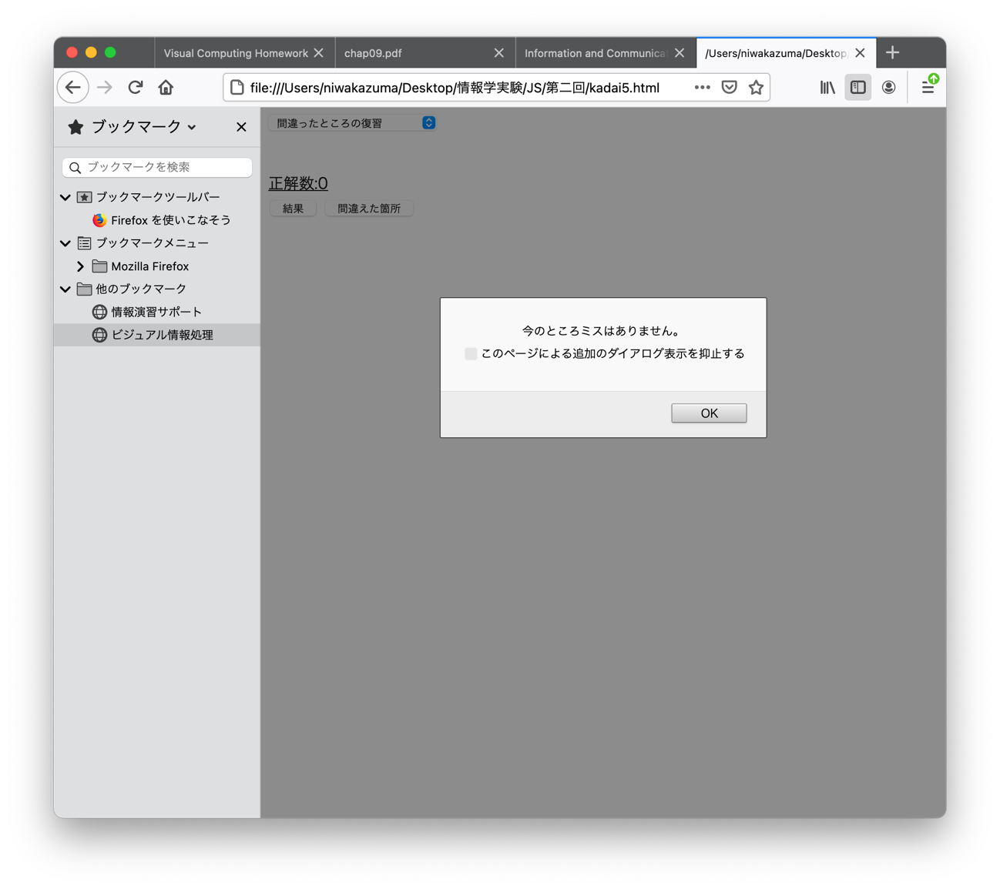 Visual Computing Homework
chap09.pdf
Information and Communicat
/Users/niwakazuma/Desktop/
file:///Users/niwakazuma/Desktop/情報学実験/JS/第二回/kadai5.html
ブックマーク
ブックマークを検索
ブックマークツールバー
Firefox を使いこなそう
ブックマークメニュー
Mozilla Firefox
他のブックマーク
情報演習サポート
ビジュアル情報処理
間違ったところの復習
正解数:0
結果 間違えた箇所
今のところミスはありません。
このページによる追加のダイアログ表示を抑止する
OK